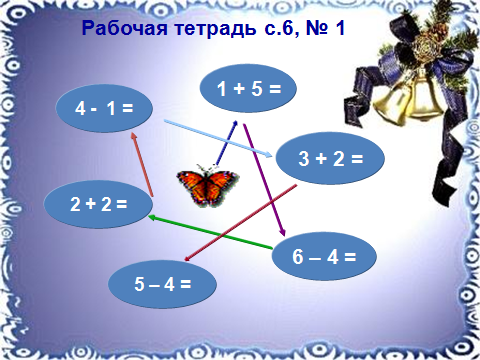 Рабочая тетрадь с.6, № 1
1 + 5 =
4 - 1 =
3 + 2 =
2 + 2 =
6 – 4 =
5 – 4 =